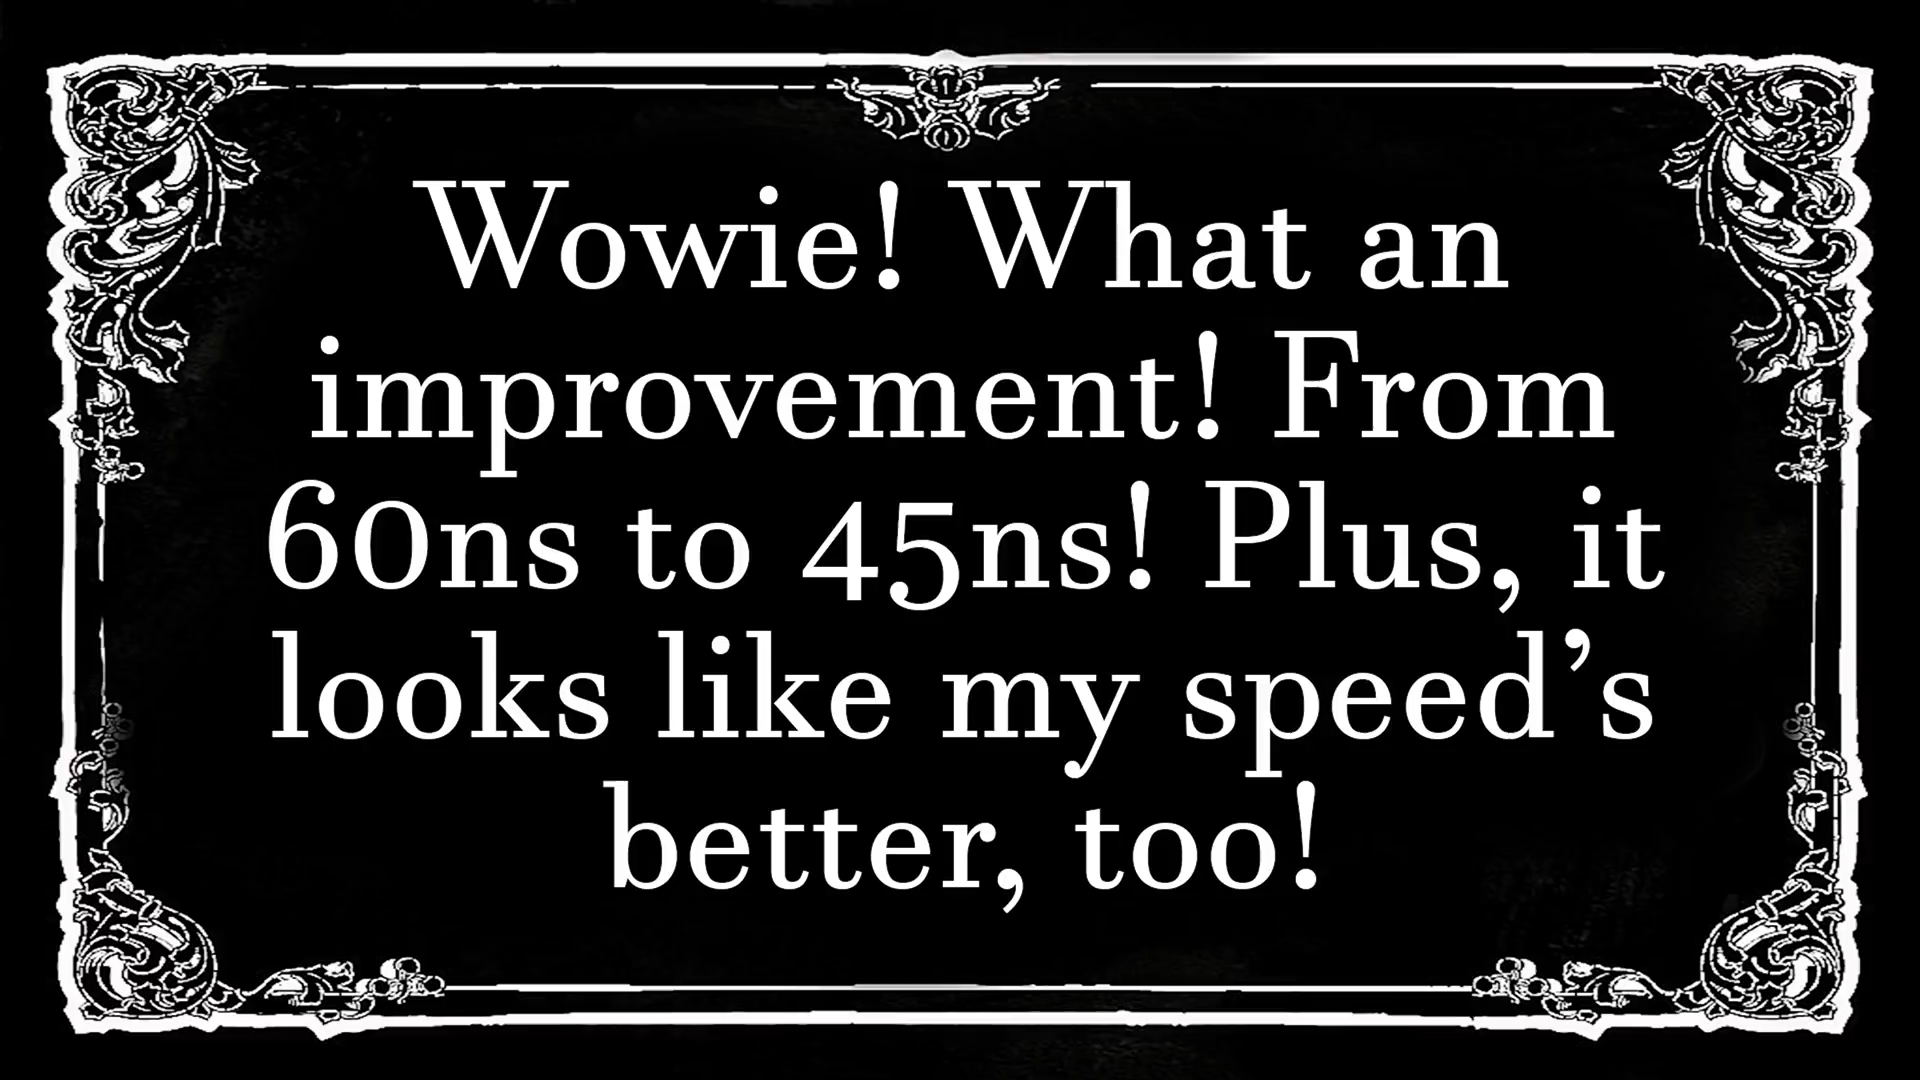 Wowie! What an
improvement! From
60ns to 45ns! Plus, it
looks like my speed’s
better, too!